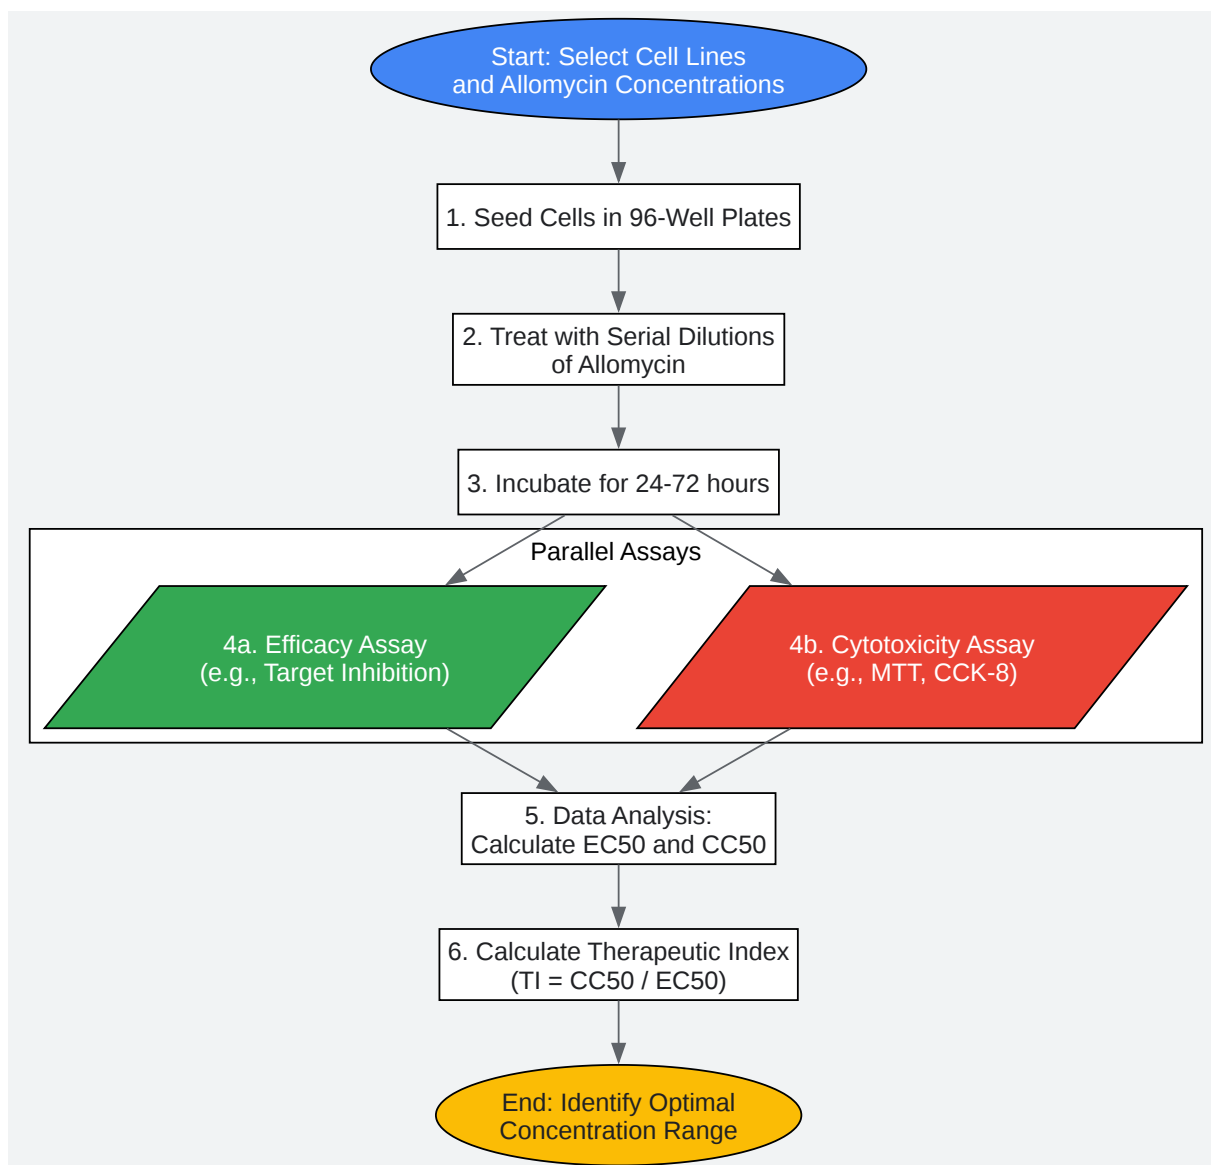 Start: Select Cell Lines
and Allomycin Concentrations
1. Seed Cells in 96-Well Plates
2. Treat with Serial Dilutions
of Allomycin
3. Incubate for 24-72 hours
Parallel Assays
4a. Efficacy Assay
(e.g., Target Inhibition)
4b. Cytotoxicity Assay
(e.g., MTT, CCK-8)
5. Data Analysis:
Calculate EC50 and CC50
6. Calculate Therapeutic Index
(TI = CC50 / EC50)
End: Identify Optimal
Concentration Range